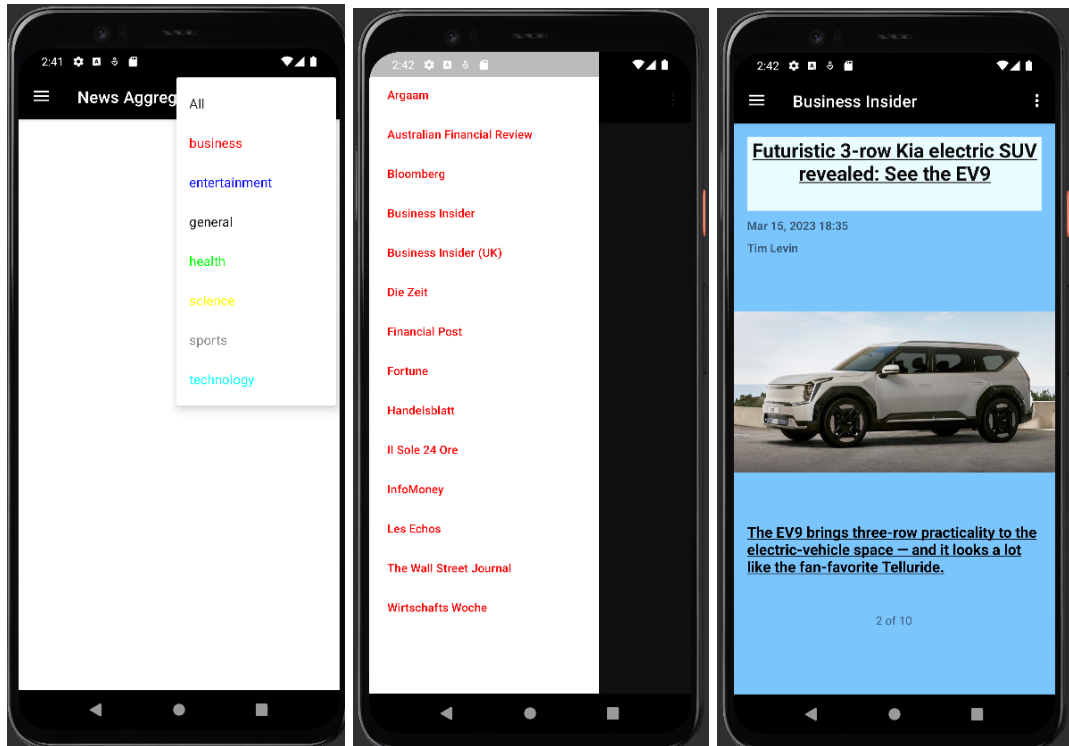 2:41
News Aggreg
All
business
entertainment
general
health
science
sports
technology
2:42
Argaam
Australian Financial Review
Bloomberg
Business Insider
Business Insider (UK)
Die Zeit
Financial Post
Fortune
Handelsblatt
Il Sole 24 Ore
InfoMoney
Les Echos
The Wall Street Journal
Wirtschafts Woche
2:42
Business Insider
Futuristic 3-row Kia electric SUV
revealed: See the EV9
Mar 15, 2023 18:35
Tim Levin
The EV9 brings three-row practicality to the
electric-vehicle space — and it looks a lot
like the fan-favorite Telluride.
2 of 10